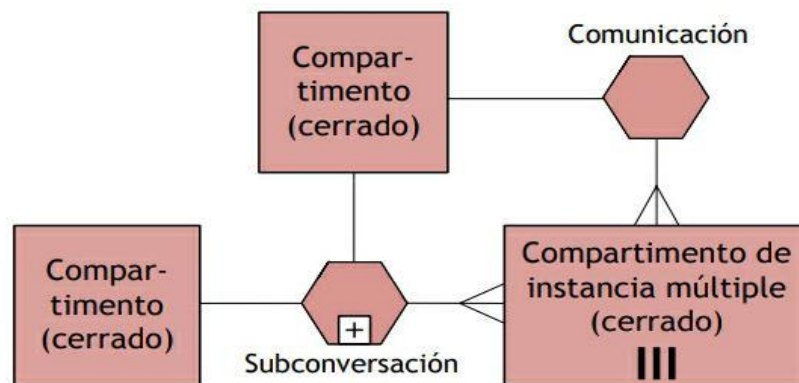 Compar-
timento
(cerrado)
Comunicación
Compar-
timento
(cerrado)
+
Subconversación
Compartimento de
instancia múltiple
(cerrado)